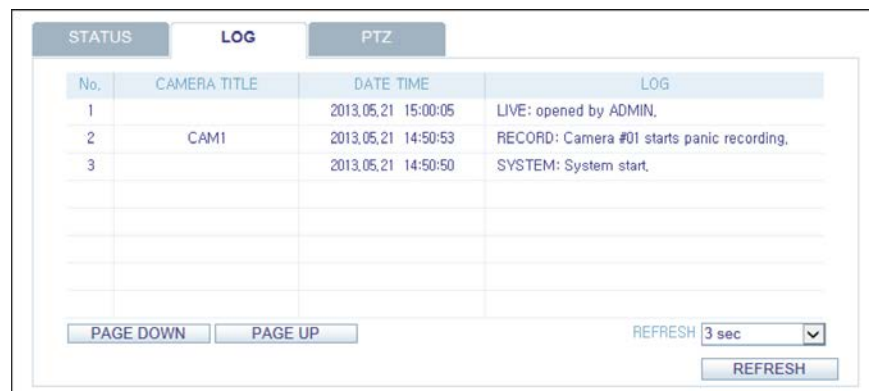 STATUS LOG PTZ
No. CAMERA TITLE DATE TIME LOG
1 2013.05.21 15:00:05 LIVE: opened by ADMIN.
2 CAM1 2013.05.21 14:50:53 RECORD: Camera #01 starts panic recording.
3 2013.05.21 14:50:50 SYSTEM: System start.
PAGE DOWN PAGE UP REFRESH 3 sec
REFRESH